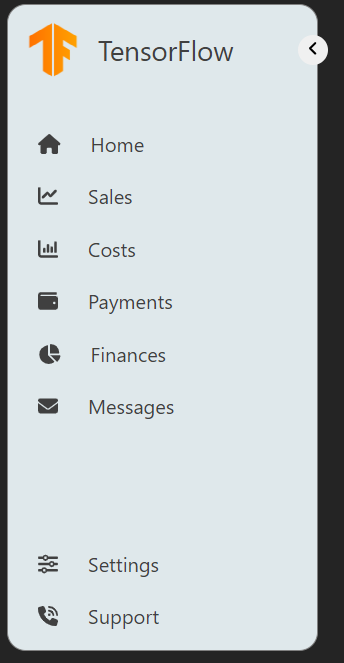 TensorFlow
Home
Sales
Costs
Payments
Finances
Messages
Settings
Support